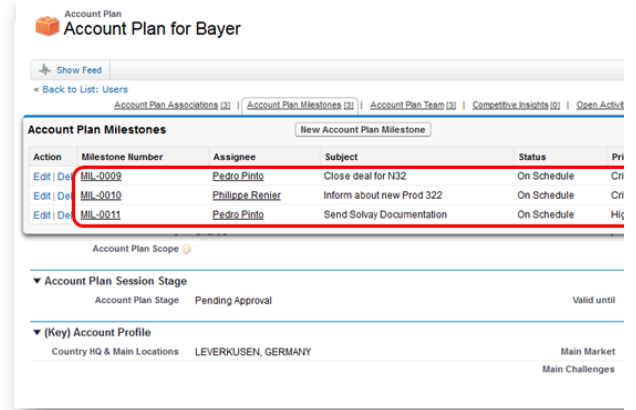 Account Plan
Account Plan for Bayer
Show Feed
« Back to List: Users
Account Plan Associations [3] | Account Plan Milestones [3] | Account Plan Team [3] | Competitive Insights [0] | Open Activit
Account Plan Milestones New Account Plan Milestone
Action Milestone Number Assignee Subject Status Pri
Edit | De MIL-0009 Pedro Pinto Close deal for N32 On Schedule Cri
Edit | De MIL-0010 Philippe Renier Inform about new Prod 322 On Schedule Cri
Edit | De MIL-0011 Pedro Pinto Send Solvay Documentation On Schedule Hig
Account Plan Scope
Account Plan Session Stage
Account Plan Stage Pending Approval Valid until
(Key) Account Profile
Country HQ & Main Locations LEVERKUSEN, GERMANY Main Market
Main Challenges